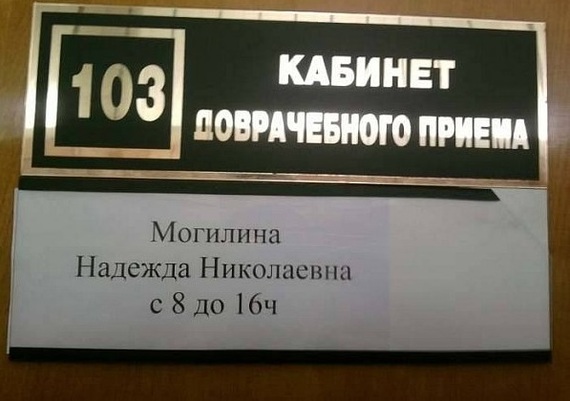 103
КАБИНЕТ
ДОВРАЧЕБНОГО ПРИЕМА
Могилина
Надежда Николаевна
с 8 до 16ч